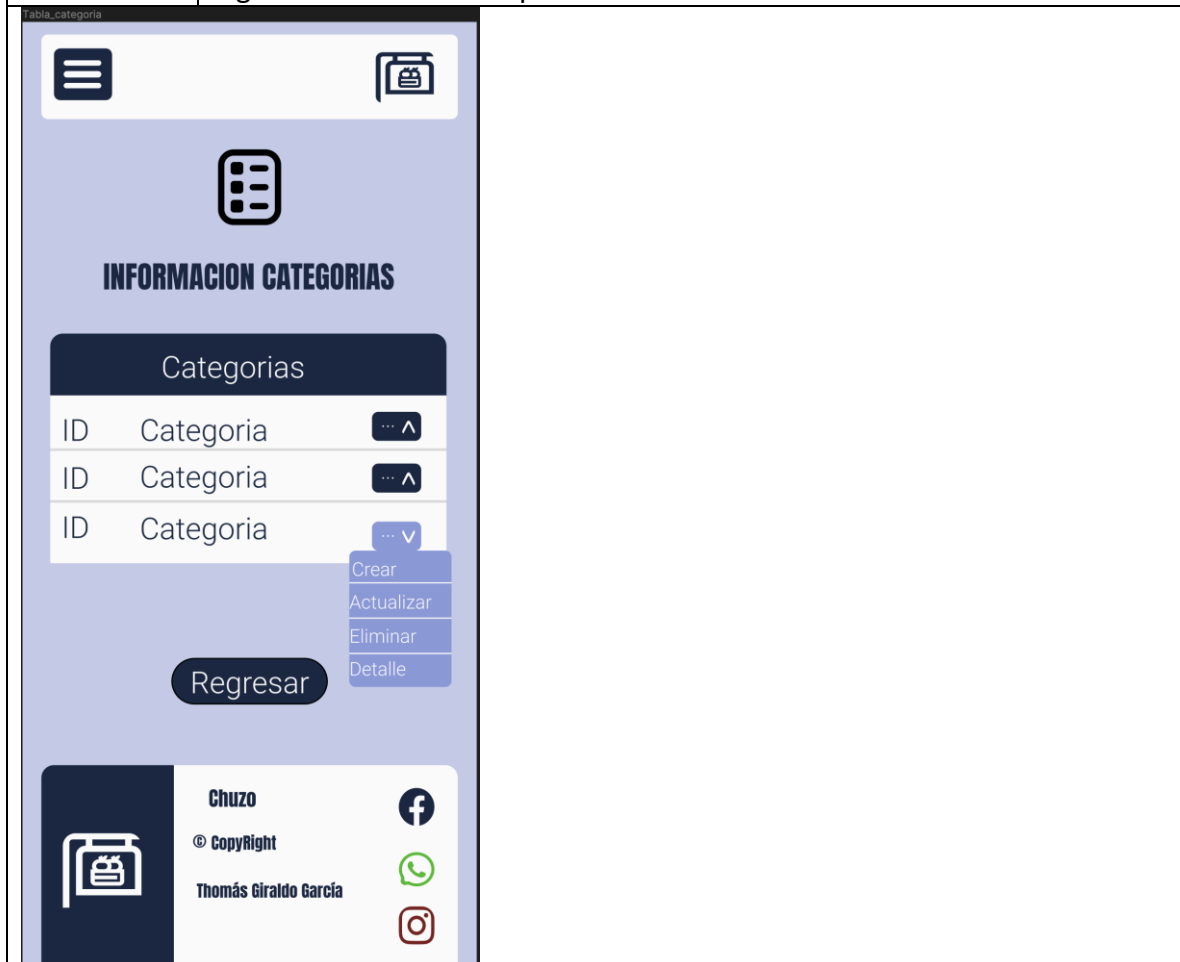 Tabla_categoria
INFORMACION CATEGORIAS
Categorias
ID Categoria ...
ID Categoria ...
ID Categoria ...
Crear
Actualizar
Eliminar
Detalle
Regresar
Chuzo
© CopyRight
Thomás Giraldo García